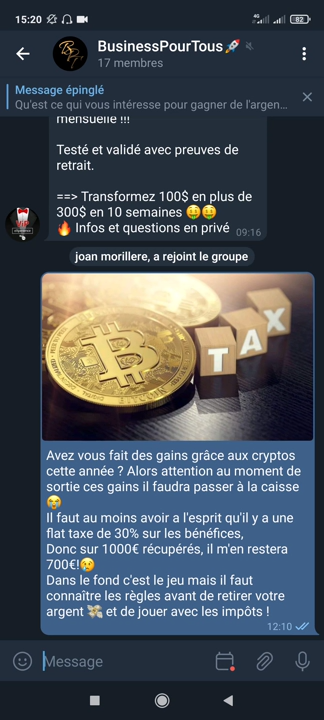 15:20
82
BusinessPourTous🚀
17 membres
Message épinglé
Qu'est ce qui vous intéresse pour gagner de l'argen...
mensuelle !!!
Testé et validé avec preuves de
retrait.
==> Transformez 100$ en plus de
300$ en 10 semaines 🤑🤑
🔥 Infos et questions en privé 09:16
joan morillere, a rejoint le groupe
TAX
Avez vous fait des gains grâce aux cryptos
cette année ? Alors attention au moment de
sortie ces gains il faudra passer à la caisse
😭
Il faut au moins avoir a l'esprit qu'il y a une
flat taxe de 30% sur les bénéfices,
Donc sur 1000€ récupérés, il m'en restera
700€!😢
Dans le fond c'est le jeu mais il faut
connaître les règles avant de retirer votre
argent 💸 et de jouer avec les impôts !
12:10
Message